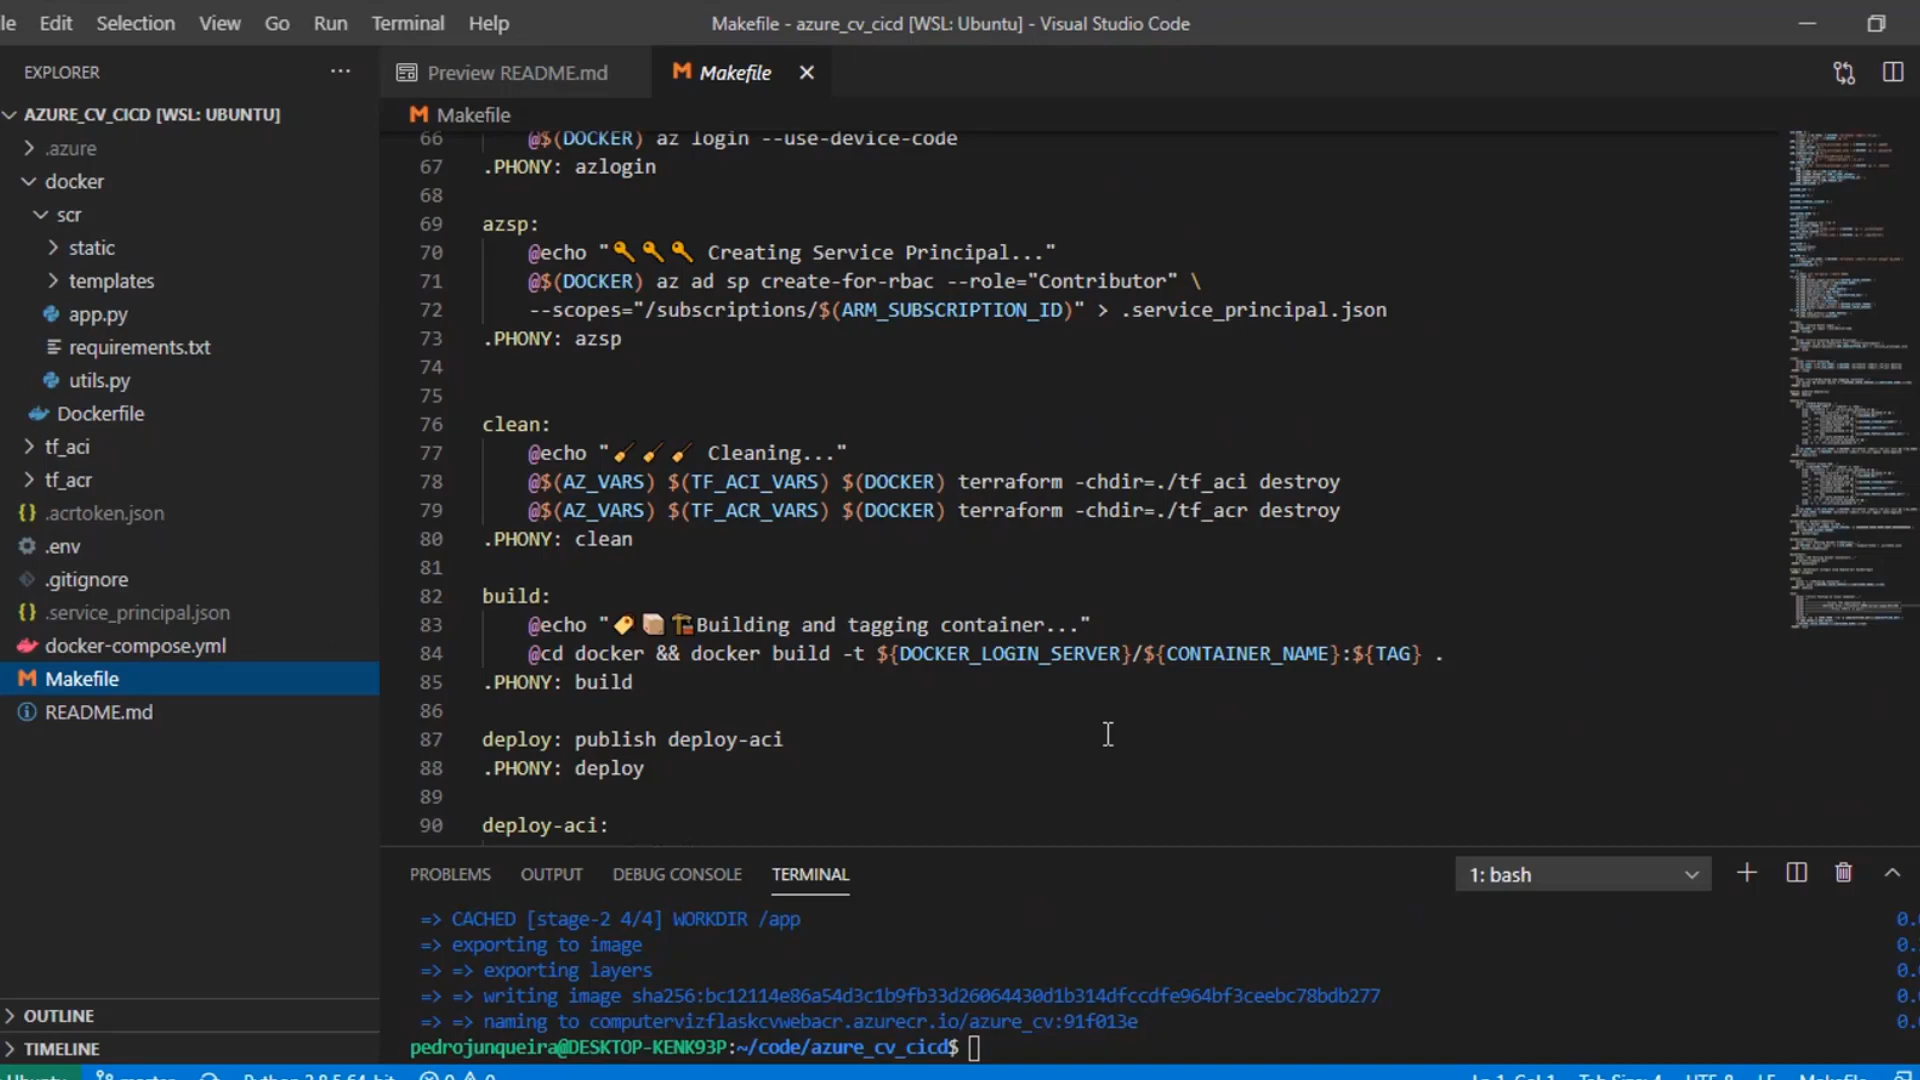 le Edit Selection View Go Run Terminal Help Makefile - azure_cv_cicd [WSL: Ubuntu] - Visual Studio Code
EXPLORER
Preview README.md
Makefile
AZURE_CV_CICD [WSL: UBUNTU]
.azure
docker
scr
static
templates
app.py
requirements.txt
utils.py
Dockerfile
tf_aci
tf_acr
.acrtoken.json
.env
.gitignore
.service_principal.json
docker-compose.yml
Makefile
README.md
OUTLINE
TIMELINE
Makefile
66 @$(DOCKER) az login --use-device-code
67 .PHONY: azlogin
68
69 azsp:
70 @echo "🔑🔑🔑 Creating Service Principal..."
71 @$(DOCKER) az ad sp create-for-rbac --role="Contributor" \
72 --scopes="/subscriptions/$(ARM_SUBSCRIPTION_ID)" > .service_principal.json
73 .PHONY: azsp
74
75
76 clean:
77 @echo "🧹🧹🧹 Cleaning..."
78 @$(AZ_VARS) $(TF_ACI_VARS) $(DOCKER) terraform -chdir=./tf_aci destroy
79 @$(AZ_VARS) $(TF_ACR_VARS) $(DOCKER) terraform -chdir=./tf_acr destroy
80 .PHONY: clean
81
82 build:
83 @echo "🏷📦🏗Building and tagging container..."
84 @cd docker && docker build -t ${DOCKER_LOGIN_SERVER}/${CONTAINER_NAME}:${TAG} .
85 .PHONY: build
86
87 deploy: publish deploy-aci
88 .PHONY: deploy
89
90 deploy-aci:
PROBLEMS OUTPUT DEBUG CONSOLE TERMINAL 1: bash
=> CACHED [stage-2 4/4] WORKDIR /app 0.
=> exporting to image 0.
=> => exporting layers 0.
=> => writing image sha256:bc12114e86a54d3c1b9fb33d26064430d1b314dfccdfe964bf3ceebc78bdb277 0.
=> => naming to computervizflaskcvwebacr.azurecr.io/azure_cv:91f013e 0.
pedrojunqueira@DESKTOP-KENK93P:~/code/azure_cv_cicd$